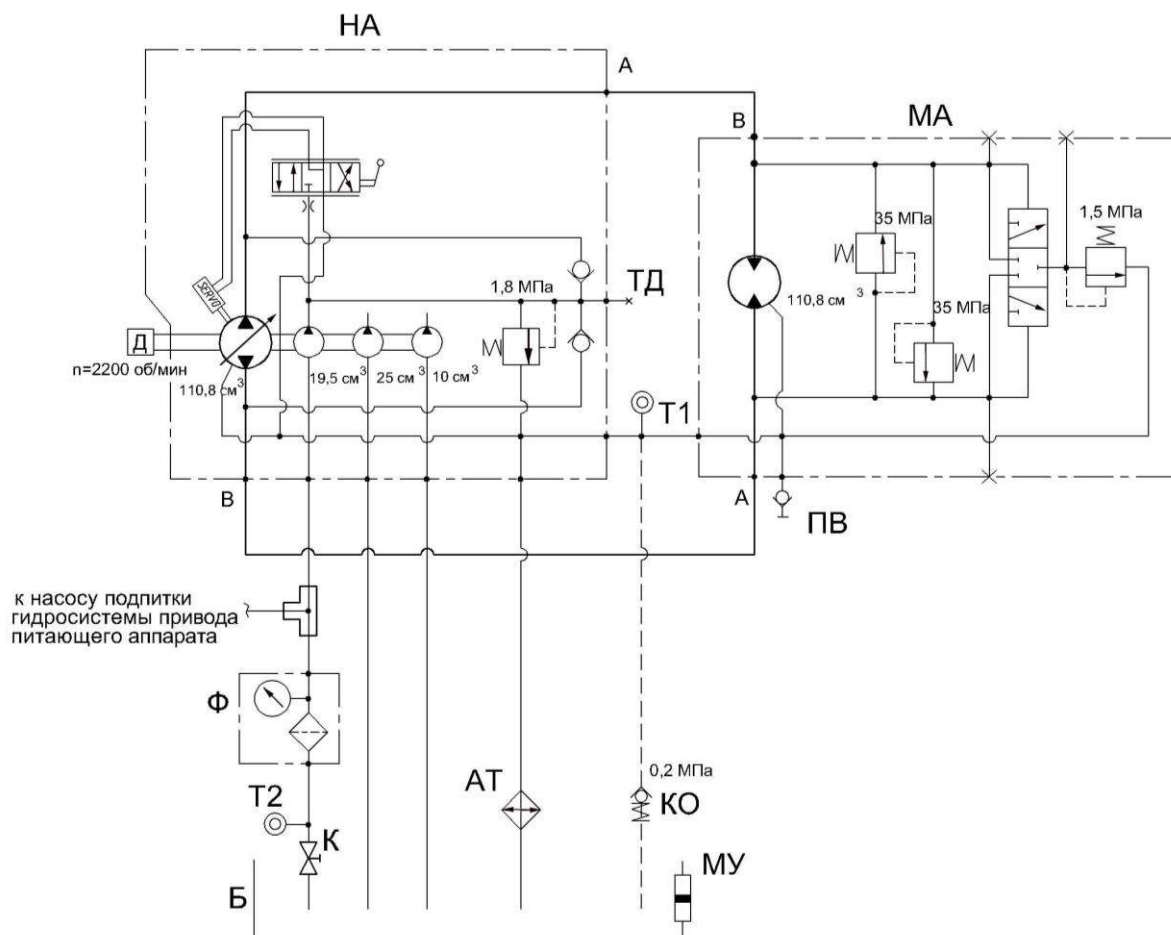 НА
А
В
МА
35 МПа
1,5 МПа
SERVO
1,8 МПа
ТД
110,8 см³
3
35 МПа
Д
n=2200 об/мин
110,8 см³
19,5 см³
25 см³
10 см³
Т1
В
А
ПВ
к насосу подпитки
гидросистемы привода
питающего аппарата
Ф
АТ
0,2 МПа
КО
Т2
К
Б
МУ